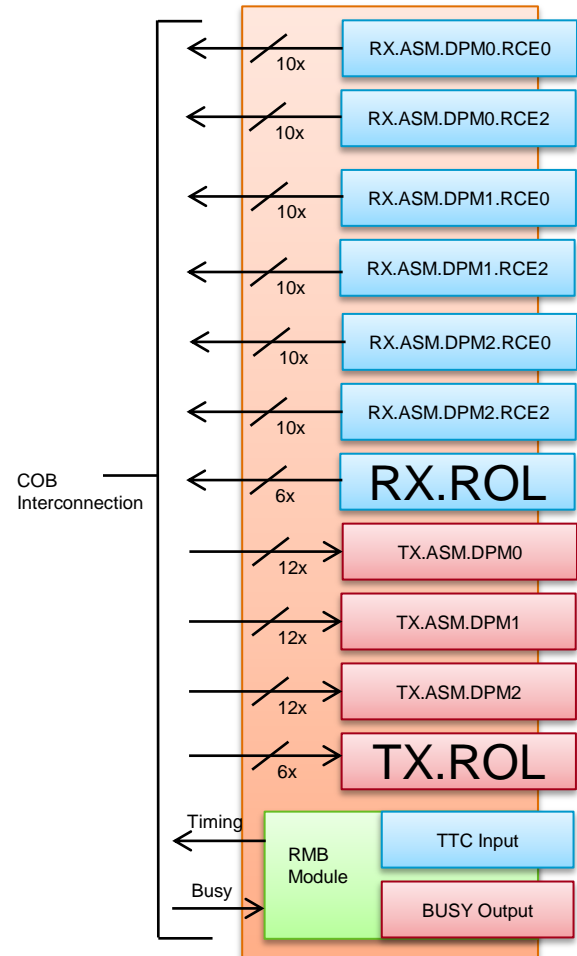 RX.ASM.DPM0.RCE0
10x
RX.ASM.DPM0.RCE2
10x
RX.ASM.DPM1.RCE0
10x
RX.ASM.DPM1.RCE2
10x
RX.ASM.DPM2.RCE0
10x
RX.ASM.DPM2.RCE2
10x
COB
Interconnection
RX.ROL
6x
TX.ASM.DPM0
12x
TX.ASM.DPM1
12x
TX.ASM.DPM2
12x
TX.ROL
6x
Timing
RMB
Module
TTC Input
Busy
BUSY Output